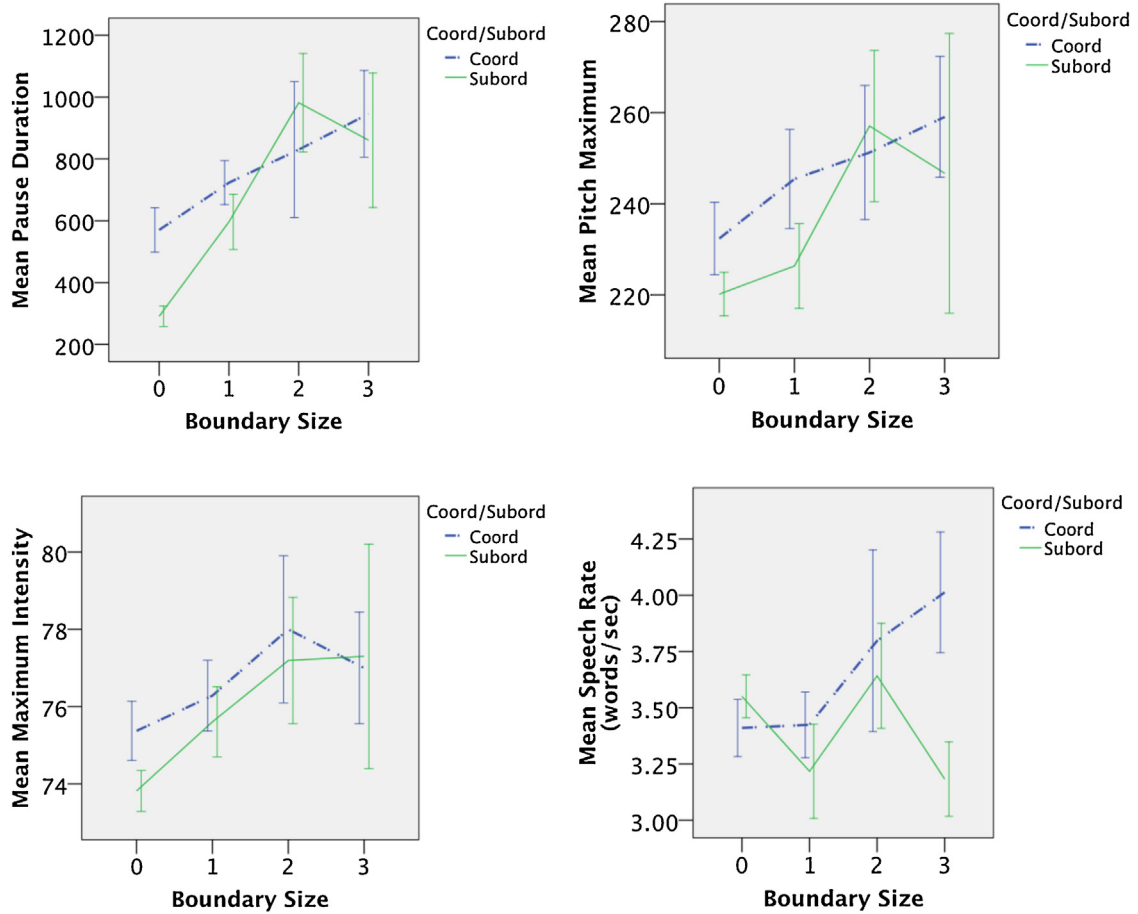 Mean Pause Duration
1200
1000
800
600
400
200
0 1 2 3
Boundary Size
Coord/Subord
Coord
Subord
Mean Pitch Maximum
280
260
240
220
0 1 2 3
Boundary Size
Coord/Subord
Coord
Subord
Mean Maximum Intensity
80
78
76
74
0 1 2 3
Boundary Size
Coord/Subord
Coord
Subord
Mean Speech Rate
(words/sec)
4.25
4.00
3.75
3.50
3.25
3.00
0 1 2 3
Boundary Size
Coord/Subord
Coord
Subord